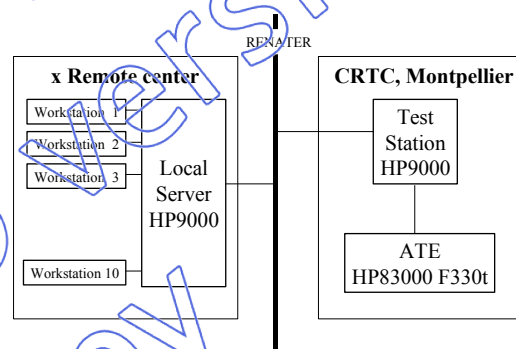 RENATER
x Remote center
Workstation 1
Workstation 2
Workstation 3
Local
Server
HP9000
Workstation 10
CRTC, Montpellier
Test
Station
HP9000
ATE
HP83000 F330t